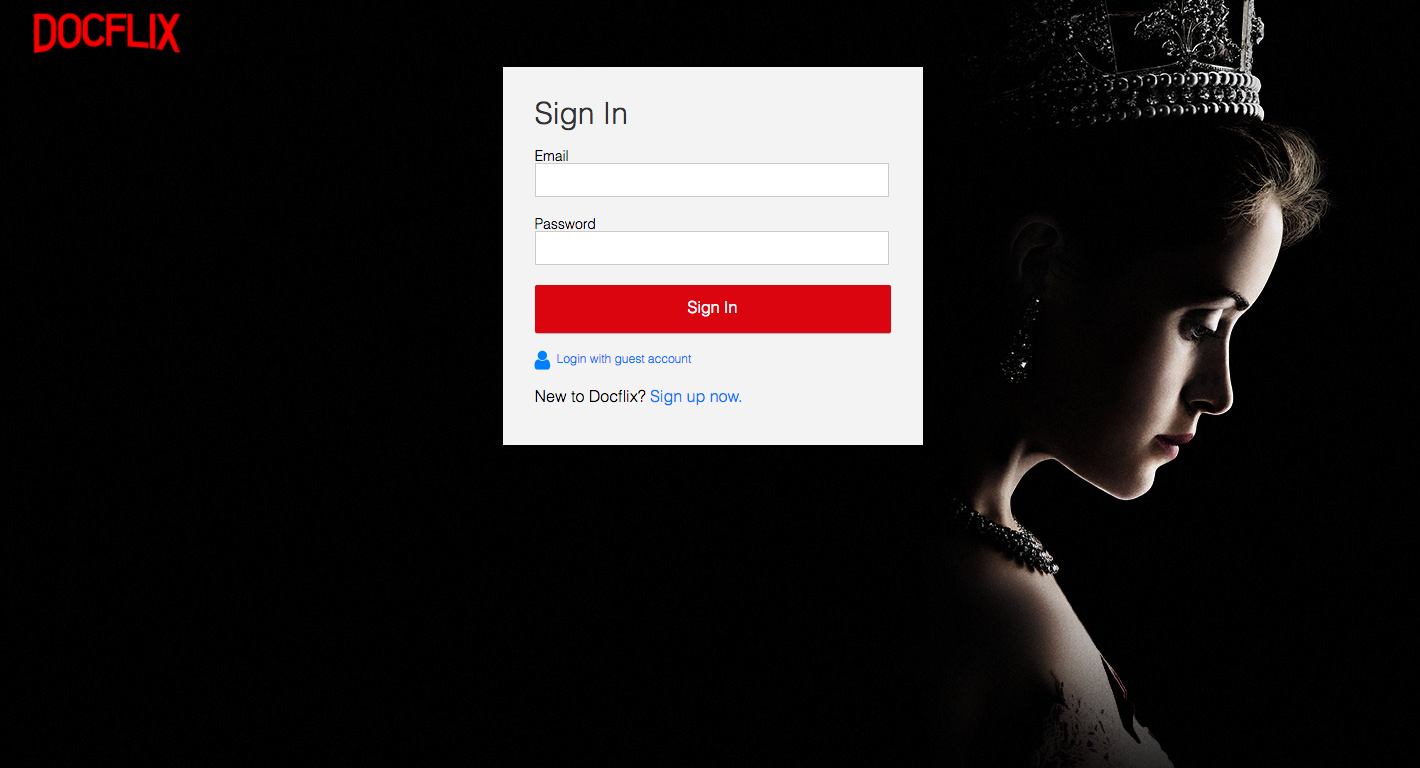 DOCFLIX
Sign In
Email
Password
Sign In
Login with guest account
New to Docflix? Sign up now.